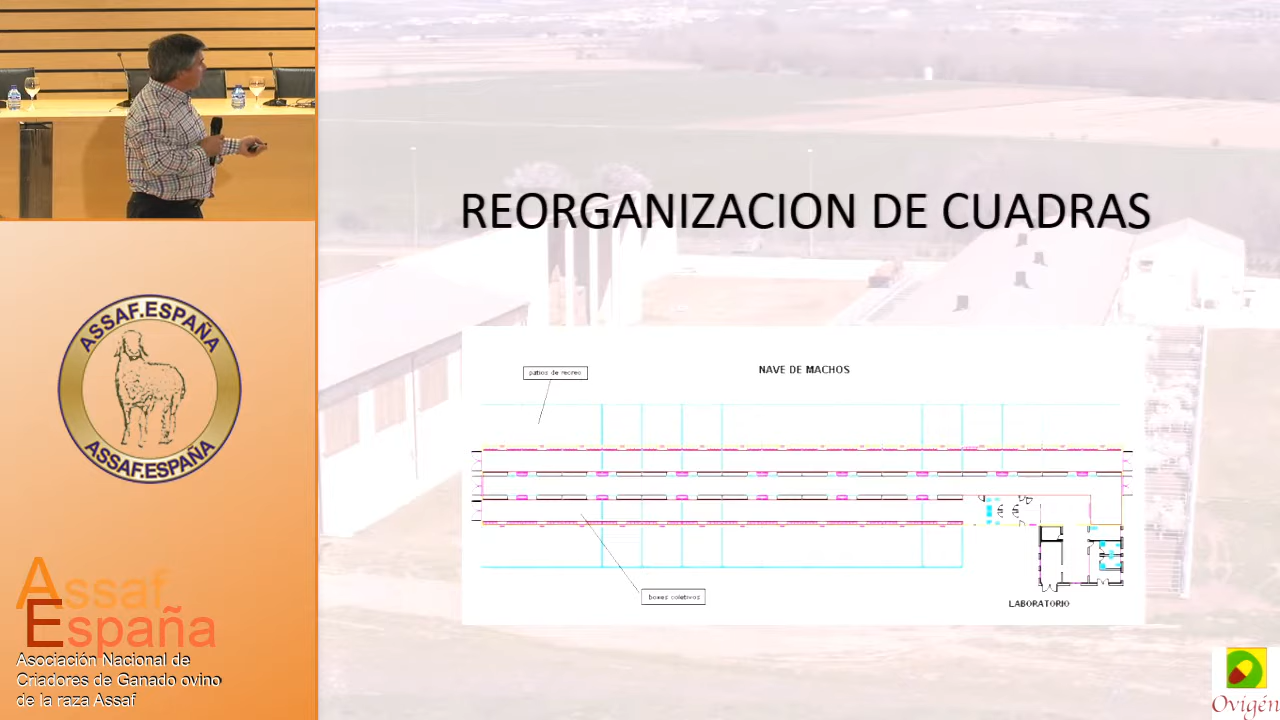 REORGANIZACION DE CUADRAS
NAVE DE MACHOS
patios de recreo
boxes coletivos
LABORATORIO
ASSAF.ESPAÑA
ASSAF.ESPAÑA
Assaf
España
Asociación Nacional de
Criadores de Ganado ovino
de la raza Assaf
Ovigén